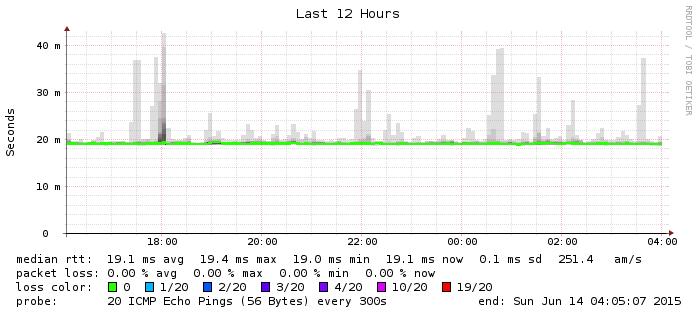 Last 12 Hours
RRDTOOL / TOBI OETIKER
Seconds
40 m
30 m
20 m
10 m
0
18:00 20:00 22:00 00:00 02:00 04:00
median rtt: 19.1 ms avg 19.4 ms max 19.0 ms min 19.1 ms now 0.1 ms sd 251.4 am/s
packet loss: 0.00 % avg 0.00 % max 0.00 % min 0.00 % now
loss color: 0 1/20 2/20 3/20 4/20 10/20 19/20
probe: 20 ICMP Echo Pings (56 Bytes) every 300s end: Sun Jun 14 04:05:07 2015